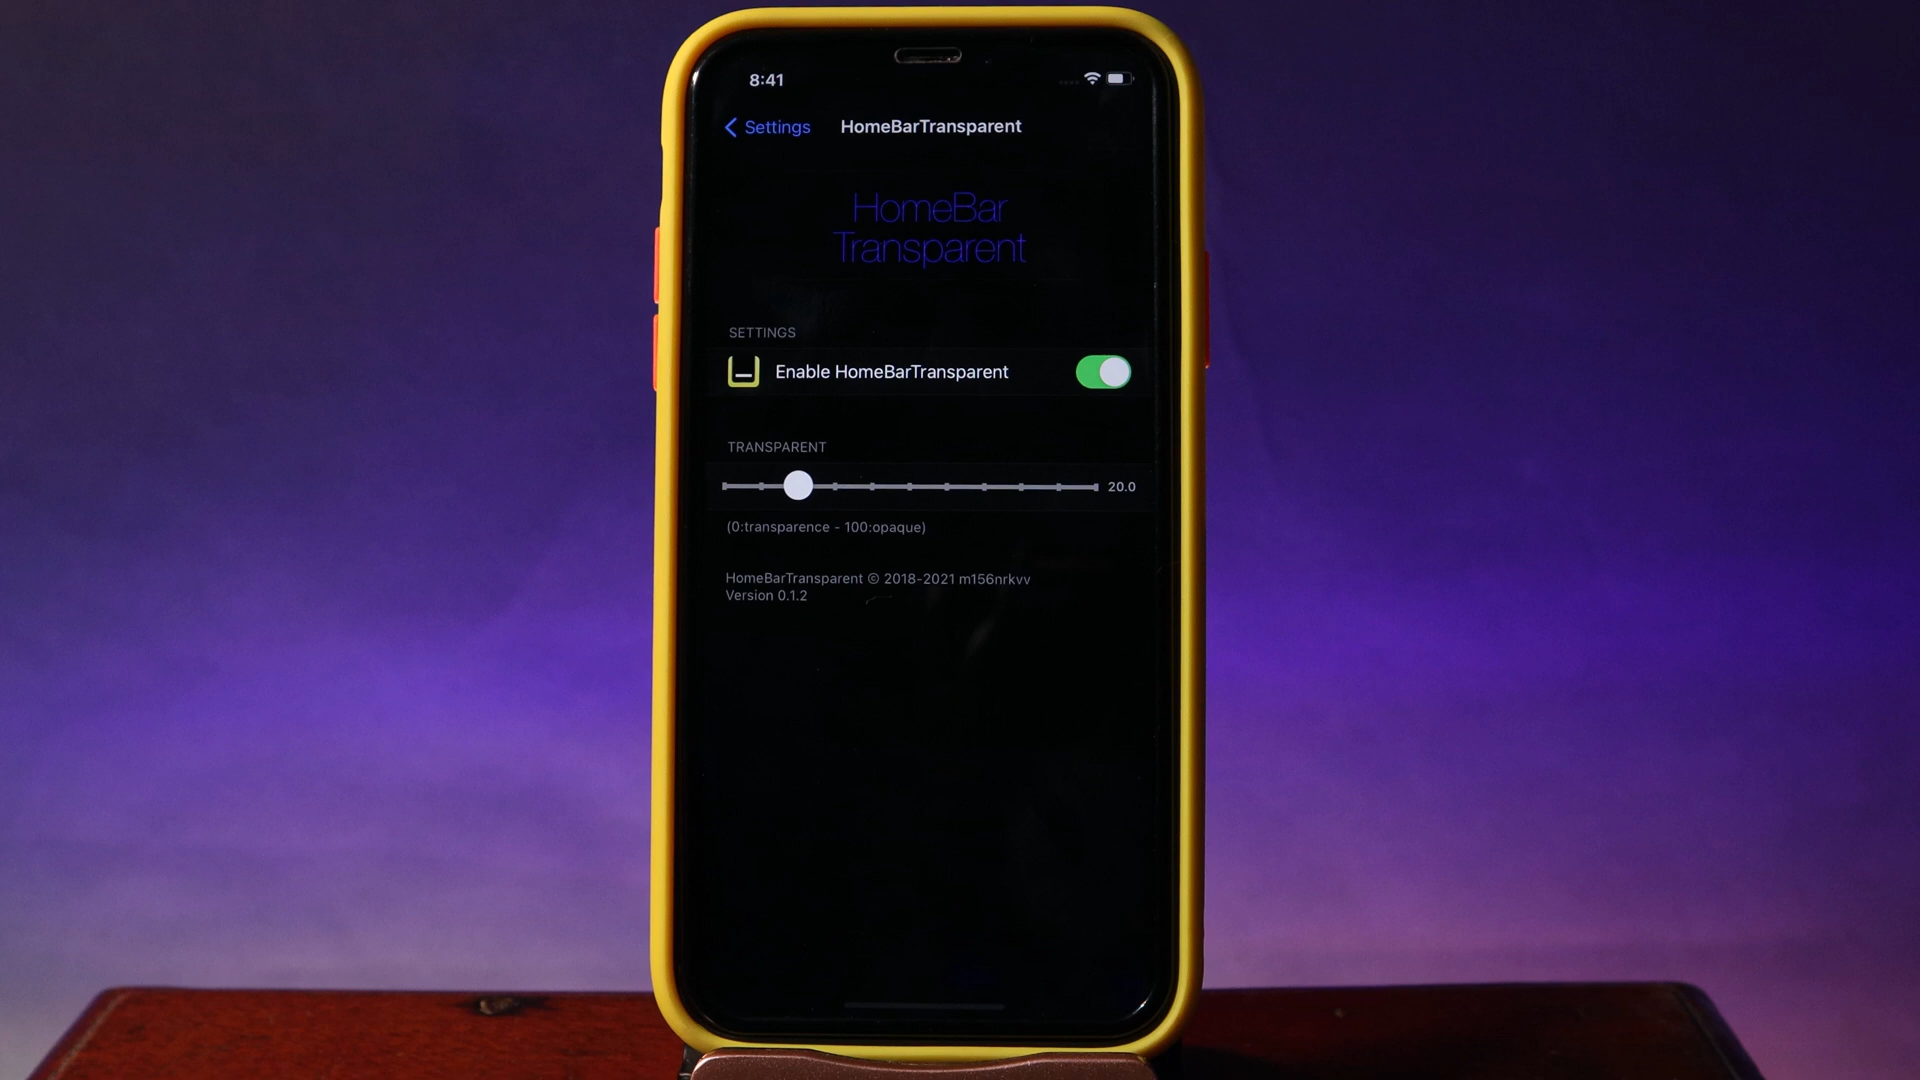 8:41
Settings HomeBarTransparent
HomeBar
Transparent
SETTINGS
Enable HomeBarTransparent
TRANSPARENT
20.0
(0:transparence - 100:opaque)
HomeBarTransparent © 2018-2021 m156nrkvv
Version 0.1.2